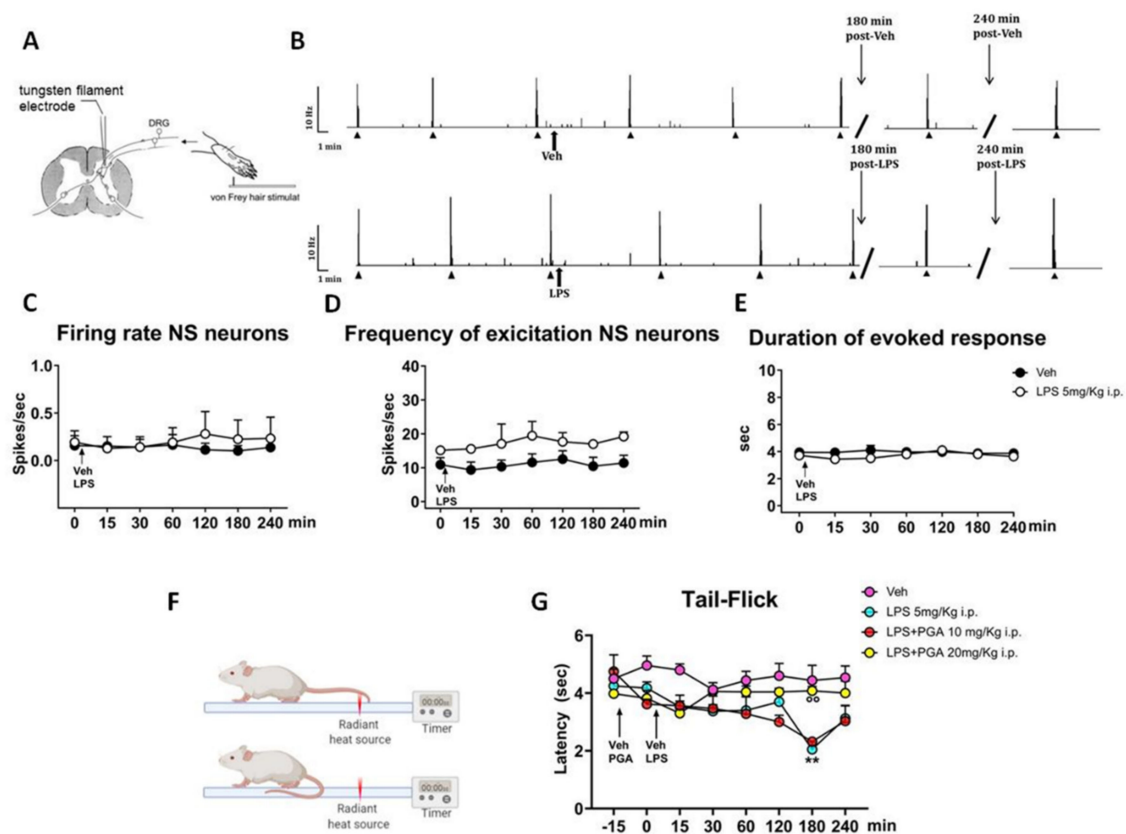 A
tungsten filament
electrode
DRG
von Frey hair stimulat
B
180 min
post-Veh
240 min
post-Veh
10 Hz
1 min
Veh
180 min
post-LPS
240 min
post-LPS
10 Hz
1 min
LPS
C
Firing rate NS neurons
Spikes/sec
1.0
0.5
0.0
Veh
LPS
0 15 30 60 120 180 240 min
D
Frequency of exicitation NS neurons
Spikes/sec
40
30
20
10
0
Veh
LPS
0 15 30 60 120 180 240 min
E
Duration of evoked response
Veh
LPS 5mg/Kg i.p.
sec
10
8
6
4
2
0
Veh
LPS
0 15 30 60 120 180 240 min
F
00:00
Radiant
heat source
Timer
00:00
Radiant
heat source
Timer
G
Tail-Flick
Veh
LPS 5mg/Kg i.p.
LPS+PGA 10 mg/Kg i.p.
LPS+PGA 20mg/Kg i.p.
Latency (sec)
6
4
2
0
Veh
PGA
Veh
LPS
°°
**
-15 0 15 30 60 120 180 240 min